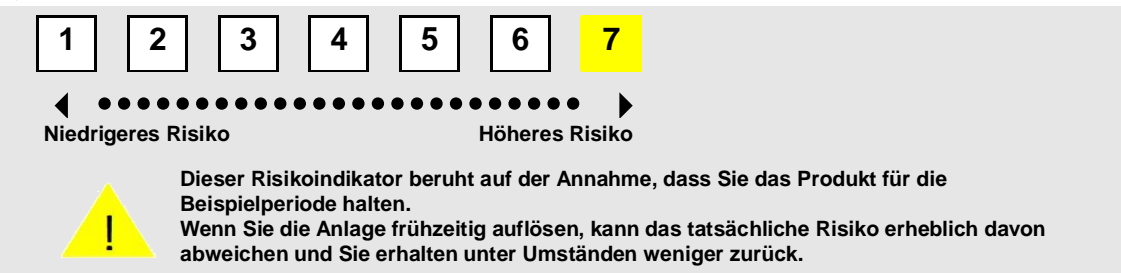 1 2 3 4 5 6 7
Niedrigeres Risiko Höheres Risiko
Dieser Risikoindikator beruht auf der Annahme, dass Sie das Produkt für die
Beispielperiode halten.
Wenn Sie die Anlage frühzeitig auflösen, kann das tatsächliche Risiko erheblich davon
abweichen und Sie erhalten unter Umständen weniger zurück.
!